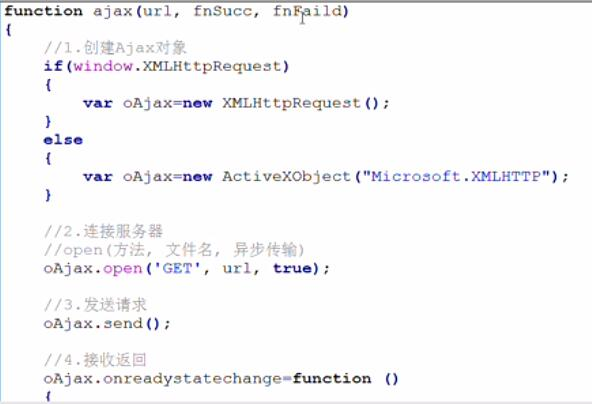 function ajax(url, fnSucc, fnFaild)
{
    //1.创建Ajax对象
    if(window.XMLHttpRequest)
    {
        var oAjax=new XMLHttpRequest();
    }
    else
    {
        var oAjax=new ActiveXObject("Microsoft.XMLHTTP");
    }

    //2.连接服务器
    //open(方法, 文件名, 异步传输)
    oAjax.open('GET', url, true);

    //3.发送请求
    oAjax.send();

    //4.接收返回
    oAjax.onreadystatechange=function ()
    {